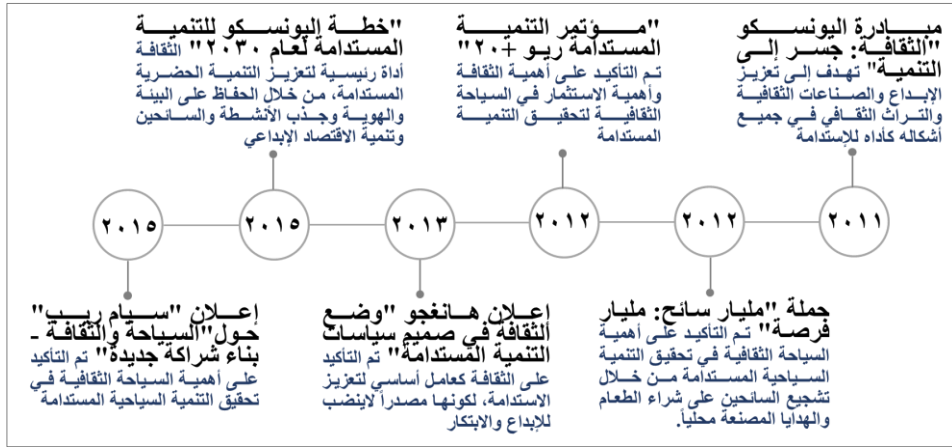 مبادرة اليونسكو
"الثقافة: جسر إلى
التنمية" تهدف إلى تعزيز
الإبداع والصناعات الثقافية
والتراث الثقافي في جميع
أشكاله كأداه للإستدامة
"مؤتمر التنمية
المستدامة ريو +٢٠"
تم التأكيد على أهمية الثقافة
وأهمية الاستثمار في السياحة
الثقافية لتحقيق التنمية
المستدامة
"خطة اليونسكو للتنمية
المستدامة لعام ٢٠٣٠" الثقافة
أداة رئيسية لتعزيز التنمية الحضرية
المستدامة، من خلال الحفاظ على البيئة
والهوية وجذب الأنشطة والسائحين
وتنمية الاقتصاد الإبداعي
٢٠١١
٢٠١٢
٢٠١٢
٢٠١٣
٢٠١٥
٢٠١٥
حملة "مليار سائح: مليار
فرصة" تم التأكيد على أهمية
السياحة الثقافية في تحقيق التنمية
السياحية المستدامة من خلال
تشجيع السائحين على شراء الطعام
والهدايا المصنعة محلياً.
إعلان هانغجو "وضع
الثقافة في صميم سياسات
التنمية المستدامة" تم التأكيد
على الثقافة كعامل أساسي لتعزيز
الاستدامة، لكونها مصدراً لاينضب
للإبداع والابتكار
إعلان "سيام ريب"
حول"السياحة والثقافة -
بناء شراكة جديدة" تم التأكيد
على أهمية السياحة الثقافية في
تحقيق التنمية السياحية المستدامة